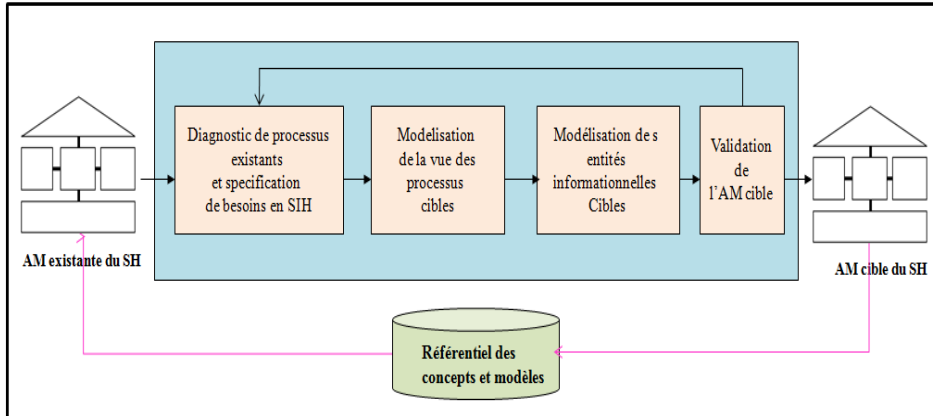 Diagnostic de processus
existants
et specification
de besoins en SIH
Modelisation
de la vue des
processus
cibles
Modélisation de s
entités
informationnelles
Cibles
Validation
de
l'AM cible
AM existante du SH
AM cible du SH
Référentiel des
concepts et modèles